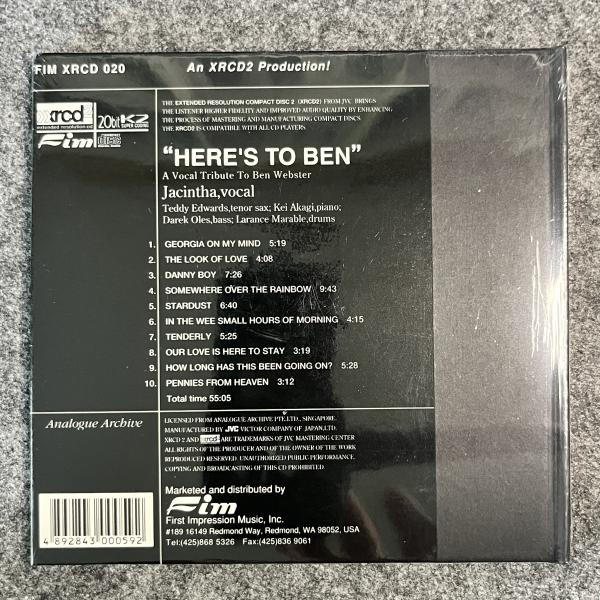 FIM XRCD 020
An XRCD2 Production!
xrcd
extended resolution cd
20bit K2
SUPER CODING
Fim
THE EXTENDED RESOLUTION COMPACT DISC 2 (XRCD2) FROM JVC BRINGS
THE LISTENER HIGHER FIDELITY AND IMPROVED AUDIO QUALITY BY ENHANCING
THE PROCESS OF MASTERING AND MANUFACTURING COMPACT DISCS.
THE XRCD2 IS COMPATIBLE WITH ALL CD PLAYERS.
"HERE'S TO BEN"
A Vocal Tribute To Ben Webster
Jacintha,vocal
Teddy Edwards,tenor sax; Kei Akagi,piano;
Darek Oles,bass; Larance Marable,drums
1. GEORGIA ON MY MIND 5:19
2. THE LOOK OF LOVE 4:08
3. DANNY BOY 7:26
4. SOMEWHERE OVER THE RAINBOW 9:43
5. STARDUST 6:40
6. IN THE WEE SMALL HOURS OF MORNING 4:15
7. TENDERLY 5:25
8. OUR LOVE IS HERE TO STAY 3:19
9. HOW LONG HAS THIS BEEN GOING ON? 5:28
10. PENNIES FROM HEAVEN 3:12
Total time 55:05
Analogue Archive
LICENSED FROM ANALOGUE ARCHIVE PTE.LTD., SINGAPORE.
MANUFACTURED BY JVC VICTOR COMPANY OF JAPAN,LTD.
XRCD 2 AND xrcd ARE TRADEMARKS OF JVC MASTERING CENTER
ALL RIGHTS OF THE PRODUCER AND OF THE OWNER OF THE WORK
REPRODUCED RESERVED. UNAUTHORIZED PUBLIC PERFORMANCE,
COPYING AND BROADCASTING OF THIS CD PROHIBITED.
Marketed and distributed by
Fim
First Impression Music, Inc.
#189 16149 Redmond Way, Redmond, WA 98052, USA
Tel:(425)868 5326 Fax:(425)836 9061
4 892843 000592